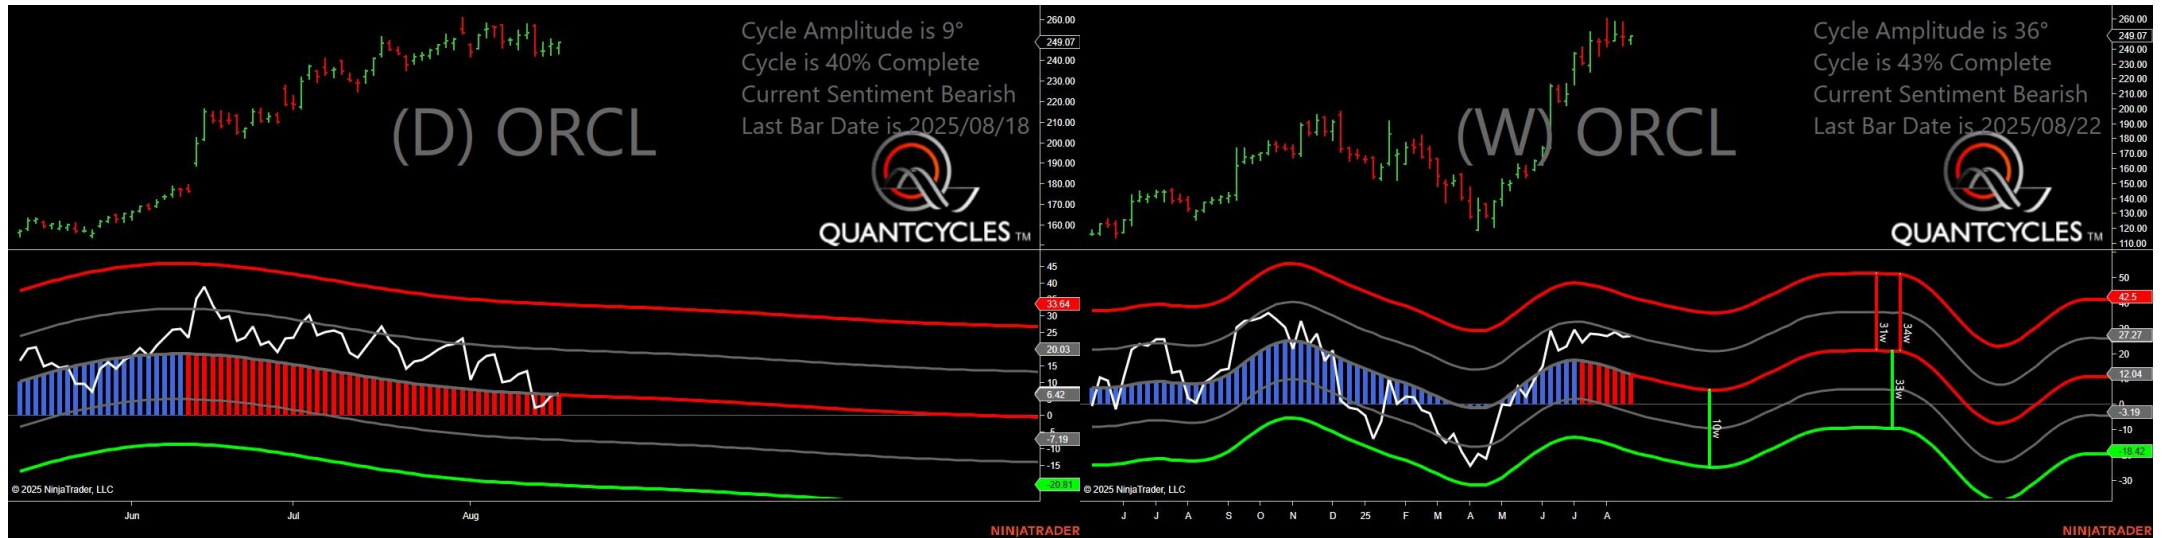 Cycle Amplitude is 9°
Cycle is 40% Complete
Current Sentiment Bearish
Last Bar Date is 2025/08/18
(D) ORCL
QUANTCYCLES TM
260.00
249.07
240.00
230.00
220.00
210.00
200.00
190.00
180.00
170.00
160.00
45
40
33.64
30
25
20.03
15
10
6.42
0
-5
-7.19
-10
-15
-20.81
© 2025 NinjaTrader, LLC
Jun Jul Aug
NINJATRADER
Cycle Amplitude is 36°
Cycle is 43% Complete
Current Sentiment Bearish
Last Bar Date is 2025/08/22
(W) ORCL
QUANTCYCLES TM
260.00
249.07
240.00
230.00
220.00
210.00
200.00
190.00
180.00
170.00
160.00
150.00
140.00
130.00
120.00
110.00
50
42.5
27.27
20
12.04
0
-3.19
-10
-18.42
-30
10w
31w
34w
33w
© 2025 NinjaTrader, LLC
J J A S O N D 25 F M A M J J A
NINJATRADER